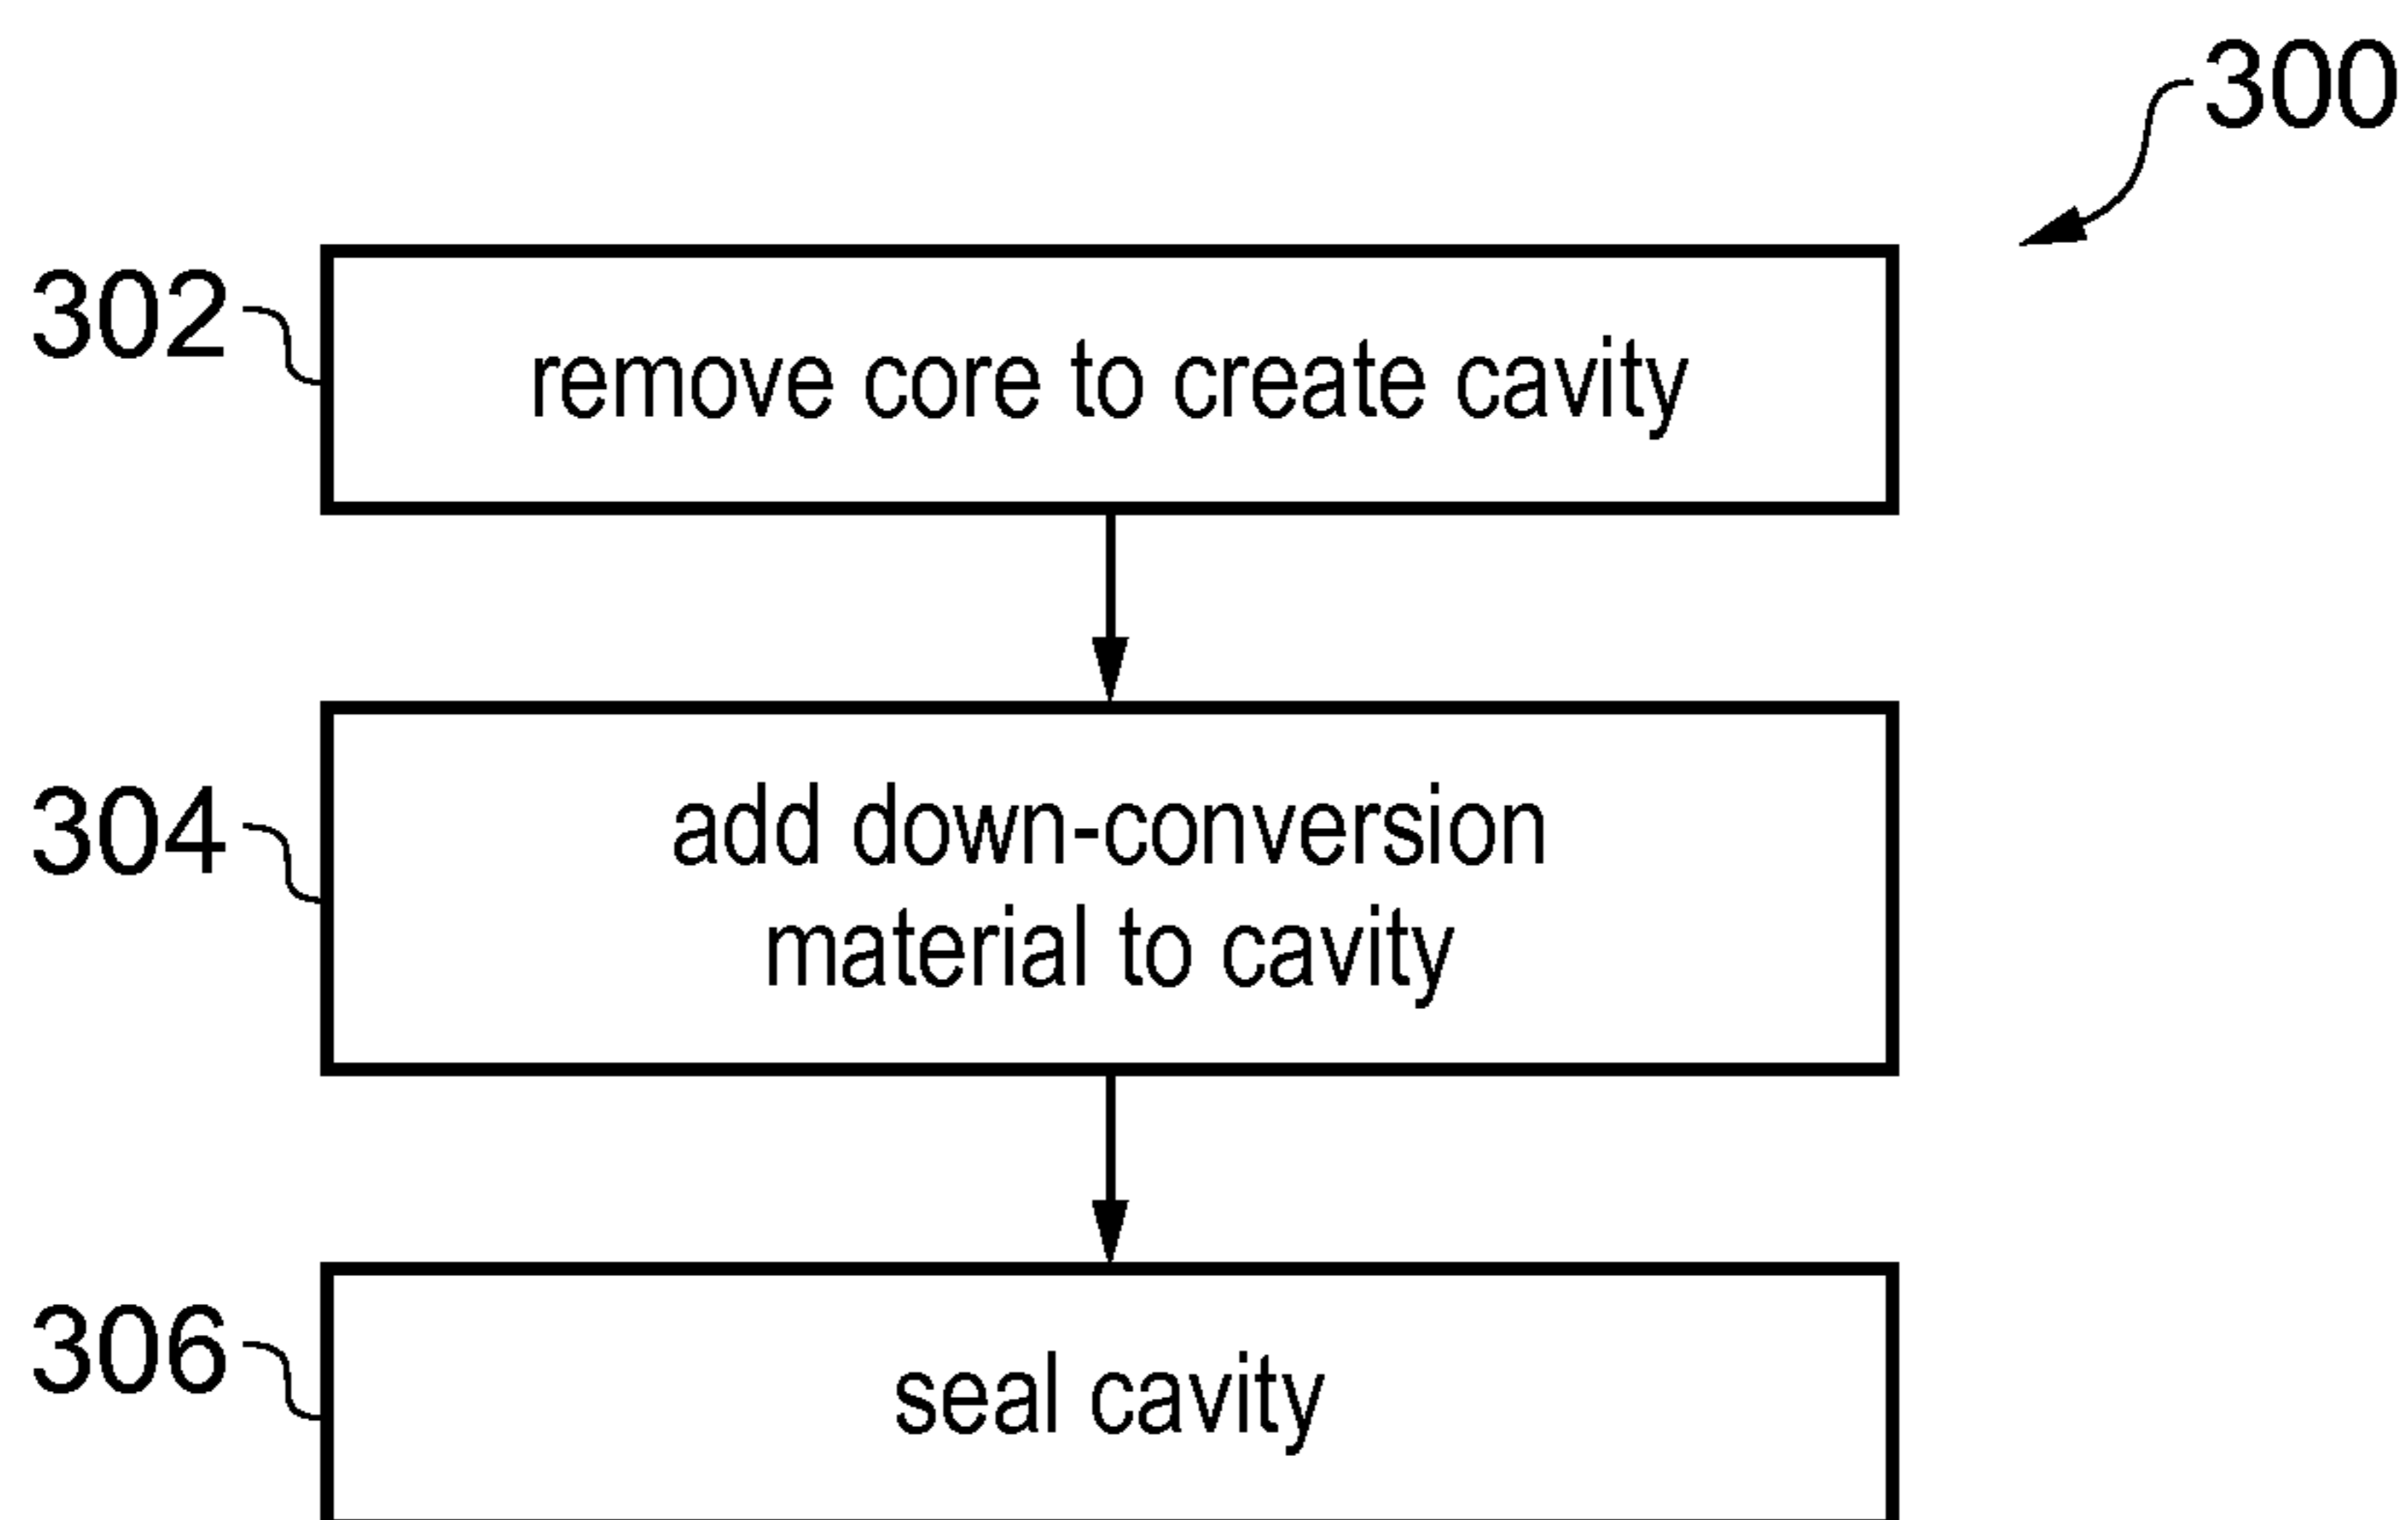 300
302
remove core to create cavity
304
add down-conversion
material to cavity
306
seal cavity